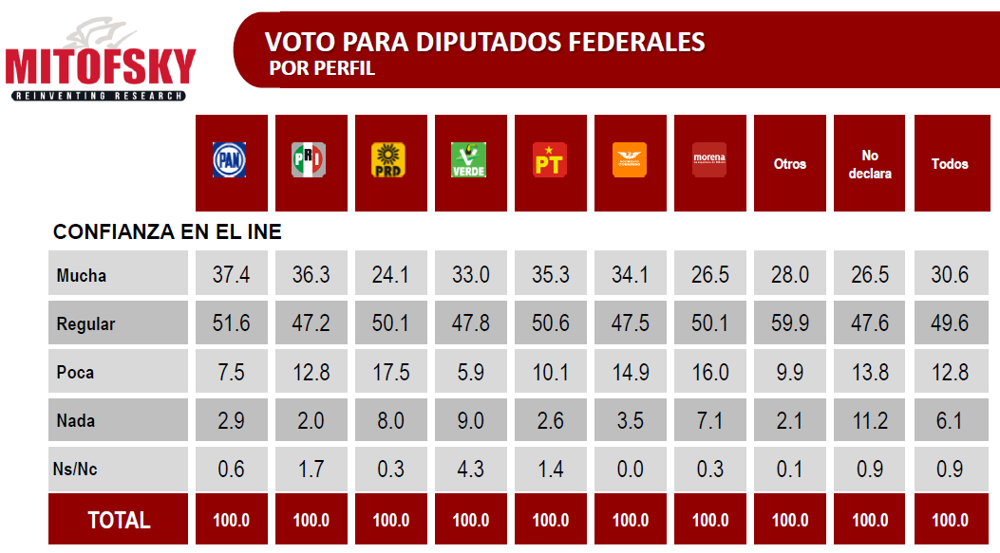 MITOFSKY
REINVENTING RESEARCH
VOTO PARA DIPUTADOS FEDERALES
POR PERFIL
PAN PRI PRD VERDE PT morena Otros No declara Todos
CONFIANZA EN EL INE
Mucha 37.4 36.3 24.1 33.0 35.3 34.1 26.5 28.0 26.5 30.6
Regular 51.6 47.2 50.1 47.8 50.6 47.5 50.1 59.9 47.6 49.6
Poca 7.5 12.8 17.5 5.9 10.1 14.9 16.0 9.9 13.8 12.8
Nada 2.9 2.0 8.0 9.0 2.6 3.5 7.1 2.1 11.2 6.1
Ns/Nc 0.6 1.7 0.3 4.3 1.4 0.0 0.3 0.1 0.9 0.9
TOTAL 100.0 100.0 100.0 100.0 100.0 100.0 100.0 100.0 100.0 100.0